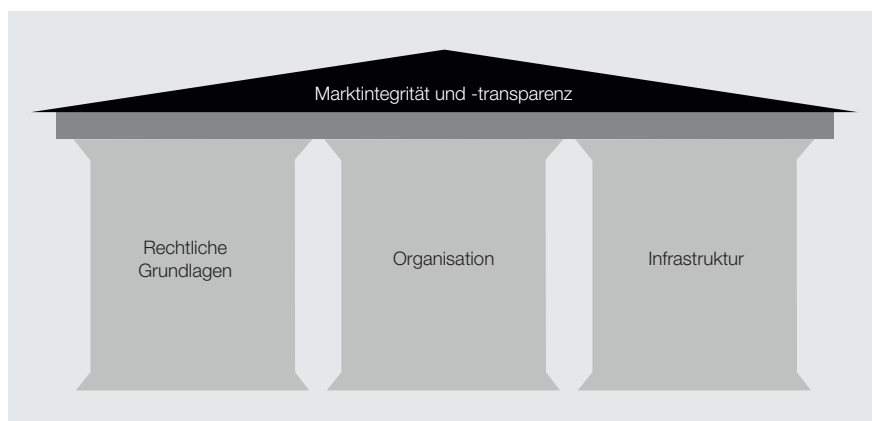 Marktintegrität und -transparenz
Rechtliche
Grundlagen
Organisation
Infrastruktur